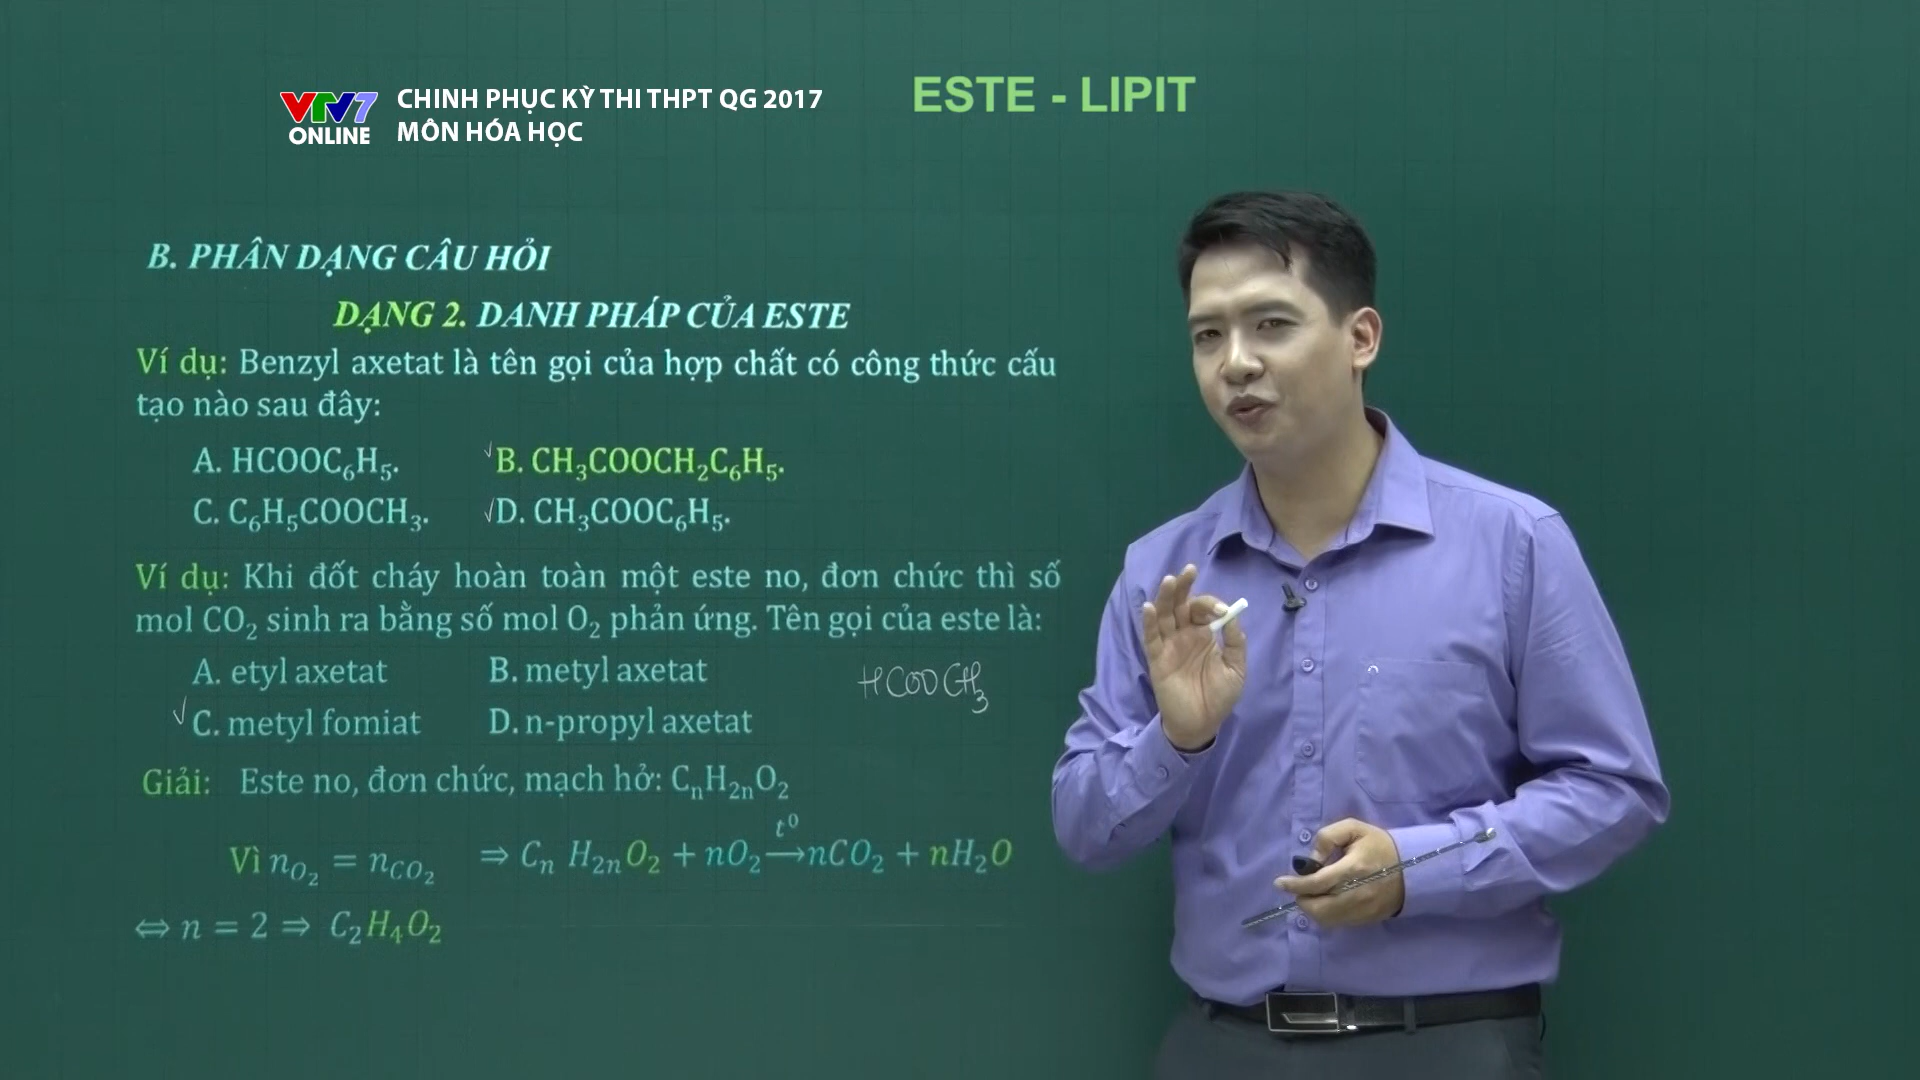 VTV7
ONLINE
CHINH PHỤC KỲ THI THPT QG 2017
MÔN HÓA HỌC
ESTE - LIPIT
B. PHÂN DẠNG CÂU HỎI
DẠNG 2. DANH PHÁP CỦA ESTE
Ví dụ: Benzyl axetat là tên gọi của hợp chất có công thức cấu
tạo nào sau đây:
A. HCOOC₆H₅. ✓B. CH₃COOCH₂C₆H₅.
C. C₆H₅COOCH₃. ✓D. CH₃COOC₆H₅.
Ví dụ: Khi đốt cháy hoàn toàn một este no, đơn chức thì số
mol CO₂ sinh ra bằng số mol O₂ phản ứng. Tên gọi của este là:
A. etyl axetat B. metyl axetat HCOOCH₃
✓C. metyl fomiat D. n-propyl axetat
Giải: Este no, đơn chức, mạch hở: CₙH₂ₙO₂
Vì n_O₂ = n_CO₂ ⇒ Cₙ H₂ₙO₂ + nO₂ —t⁰→ nCO₂ + nH₂O
⇔ n = 2 ⇒ C₂H₄O₂